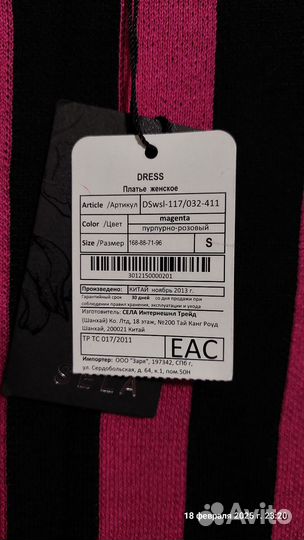 DRESS
Платье женское
Article /Артикул DSwsl-117/032-411
Color /Цвет magenta
пурпурно-розовый
Size /Размер 168-88-71-96 S
3012150000201
Произведено: КИТАЙ ноябрь 2013 г.
Гарантийный срок 30 дней со дня продажи при
соблюдении правил хранения, эксплуатации и ухода
Изготовитель: СЕЛА Интернешнл Трейд
(Шанхай) Ко. Лтд, 18 этаж, №200 Тай Канг Роуд
Шанхай, 200021 Китай
ТР ТС 017/2011
EAC
Импортер: ООО "Заря", 197342, СПб г,
ул. Сердобольская, д. 64, к.1, пом.50Н
SELA
Avito
18 февраля 2025 г. 23:20